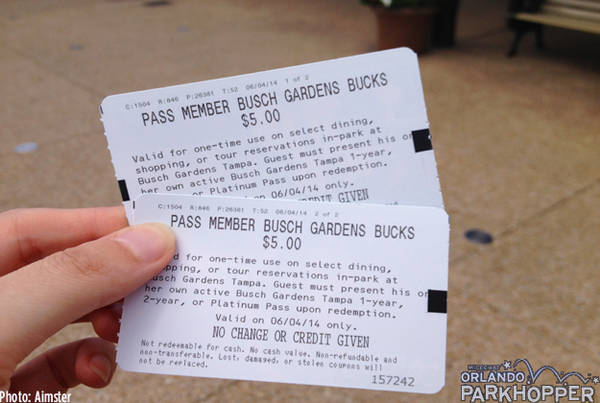 C:1504 R:846 P:26381 T:52 06/04/14 1 of 2
PASS MEMBER BUSCH GARDENS BUCKS
$5.00
Valid for one-time use on select dining,
shopping, or tour reservations in-park at
Busch Gardens Tampa. Guest must present his or
her own active Busch Gardens Tampa 1-year,
or Platinum Pass upon redemption.
on 06/04/14 only.
CREDIT GIVEN
C:1504 R:846 P:26381 T:52 06/04/14 2 of 2
PASS MEMBER BUSCH GARDENS BUCKS
$5.00
d for one-time use on select dining,
pping, or tour reservations in-park at
sch Gardens Tampa. Guest must present his or
her own active Busch Gardens Tampa 1-year,
2-year, or Platinum Pass upon redemption.
Valid on 06/04/14 only.
NO CHANGE OR CREDIT GIVEN
Not redeemable for cash. No cash value. Non-refundable and
non-transferable. Lost, damaged, or stolen coupons will
not be replaced.
157242
Photo: Aimster
MICECHAT
ORLANDO
PARKHOPPER